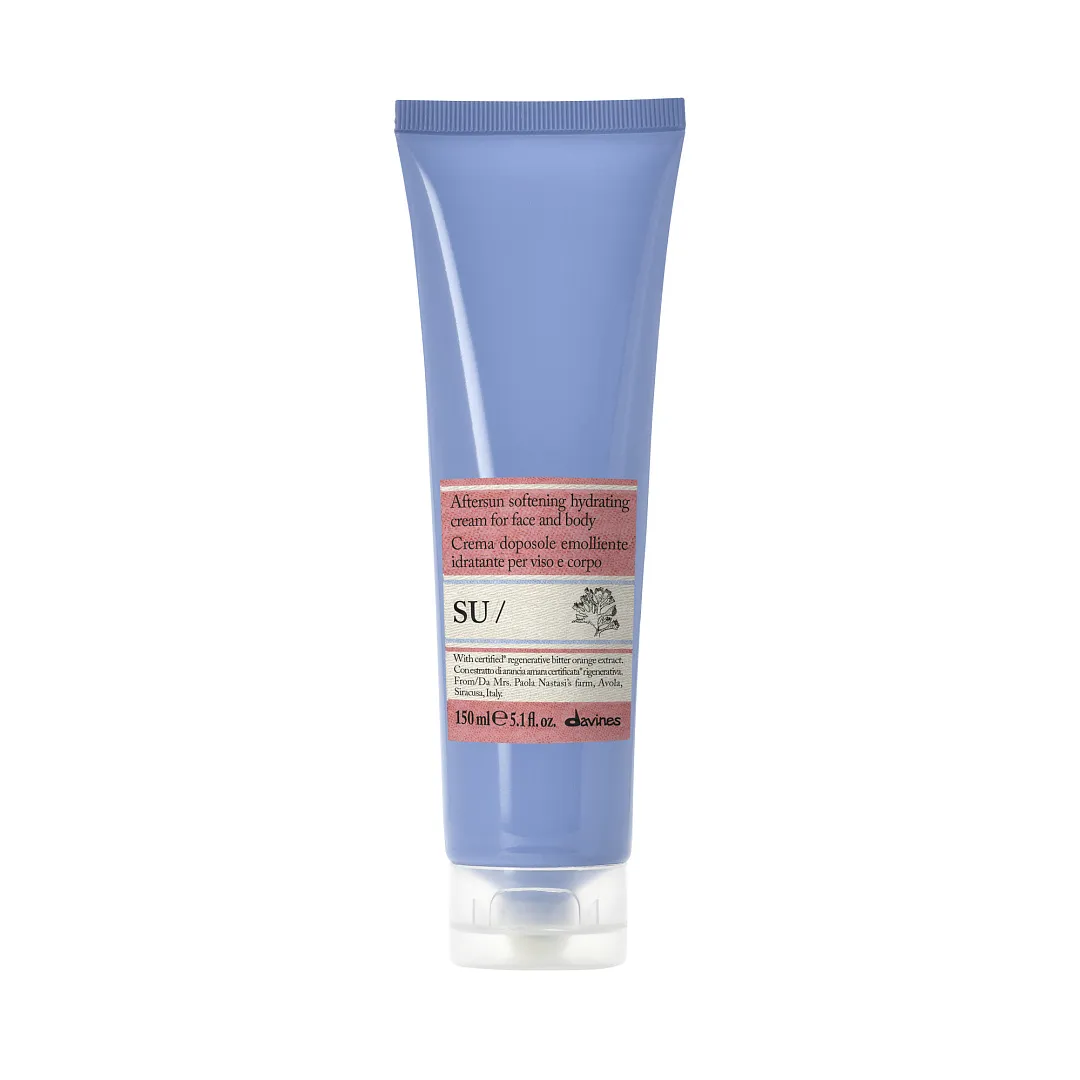 Aftersun softening hydrating
cream for face and body
Crema doposole emolliente
idratante per viso e corpo
SU /
With certified* regenerative bitter orange extract.
Con estratto di arancia amara certificata* rigenerativa.
From/Da Mrs. Paola Nastasi's farm, Avola,
Siracusa, Italy.
150 ml ℮ 5.1 fl. oz. davines